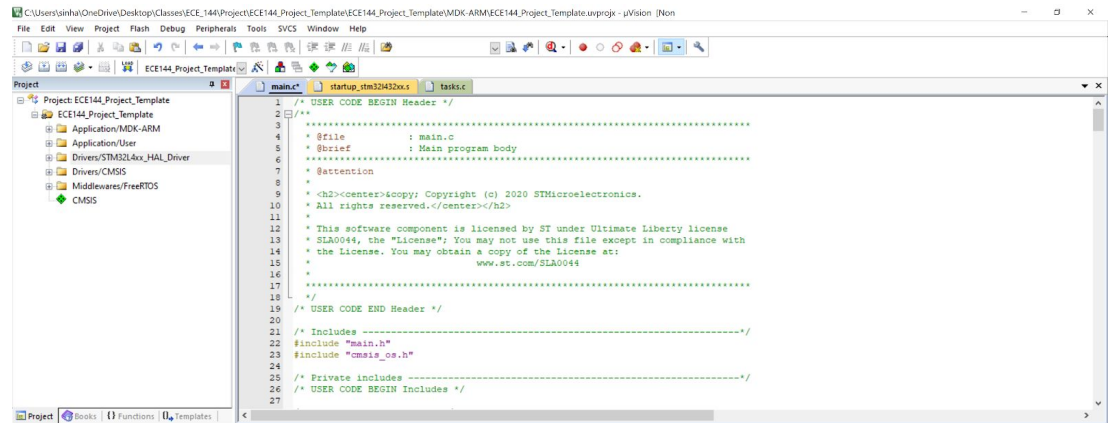 C:\Users\sinha\OneDrive\Desktop\Classes\ECE_144\Project\ECE144_Project_Template\ECE144_Project_Template\MDK-ARM\ECE144_Project_Template.uvprojx - µVision [Non
File Edit View Project Flash Debug Peripherals Tools SVCS Window Help
LOAD ECE144_Project_Template
Project
Project: ECE144_Project_Template
ECE144_Project_Template
Application/MDK-ARM
Application/User
Drivers/STM32L4xx_HAL_Driver
Drivers/CMSIS
Middlewares/FreeRTOS
CMSIS
Project Books {} Functions Templates
main.c* startup_stm32l432xx.s tasks.c
1 /* USER CODE BEGIN Header */
2 /**
3 ******************************************************************************
4 * @file : main.c
5 * @brief : Main program body
6 ******************************************************************************
7 * @attention
8 *
9 * <h2><center>&copy; Copyright (c) 2020 STMicroelectronics.
10 * All rights reserved.</center></h2>
11 *
12 * This software component is licensed by ST under Ultimate Liberty license
13 * SLA0044, the "License"; You may not use this file except in compliance with
14 * the License. You may obtain a copy of the License at:
15 * www.st.com/SLA0044
16 *
17 ******************************************************************************
18 */
19 /* USER CODE END Header */
20
21 /* Includes ------------------------------------------------------------------*/
22 #include "main.h"
23 #include "cmsis_os.h"
24
25 /* Private includes ----------------------------------------------------------*/
26 /* USER CODE BEGIN Includes */
27